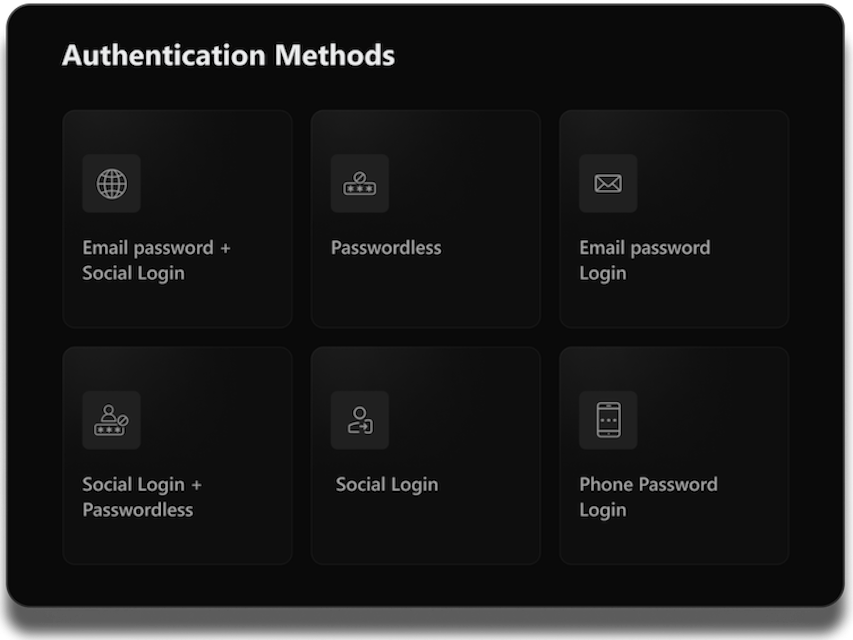 Authentication Methods
Email password +
Social Login
Passwordless
Email password
Login
Social Login +
Passwordless
Social Login
Phone Password
Login